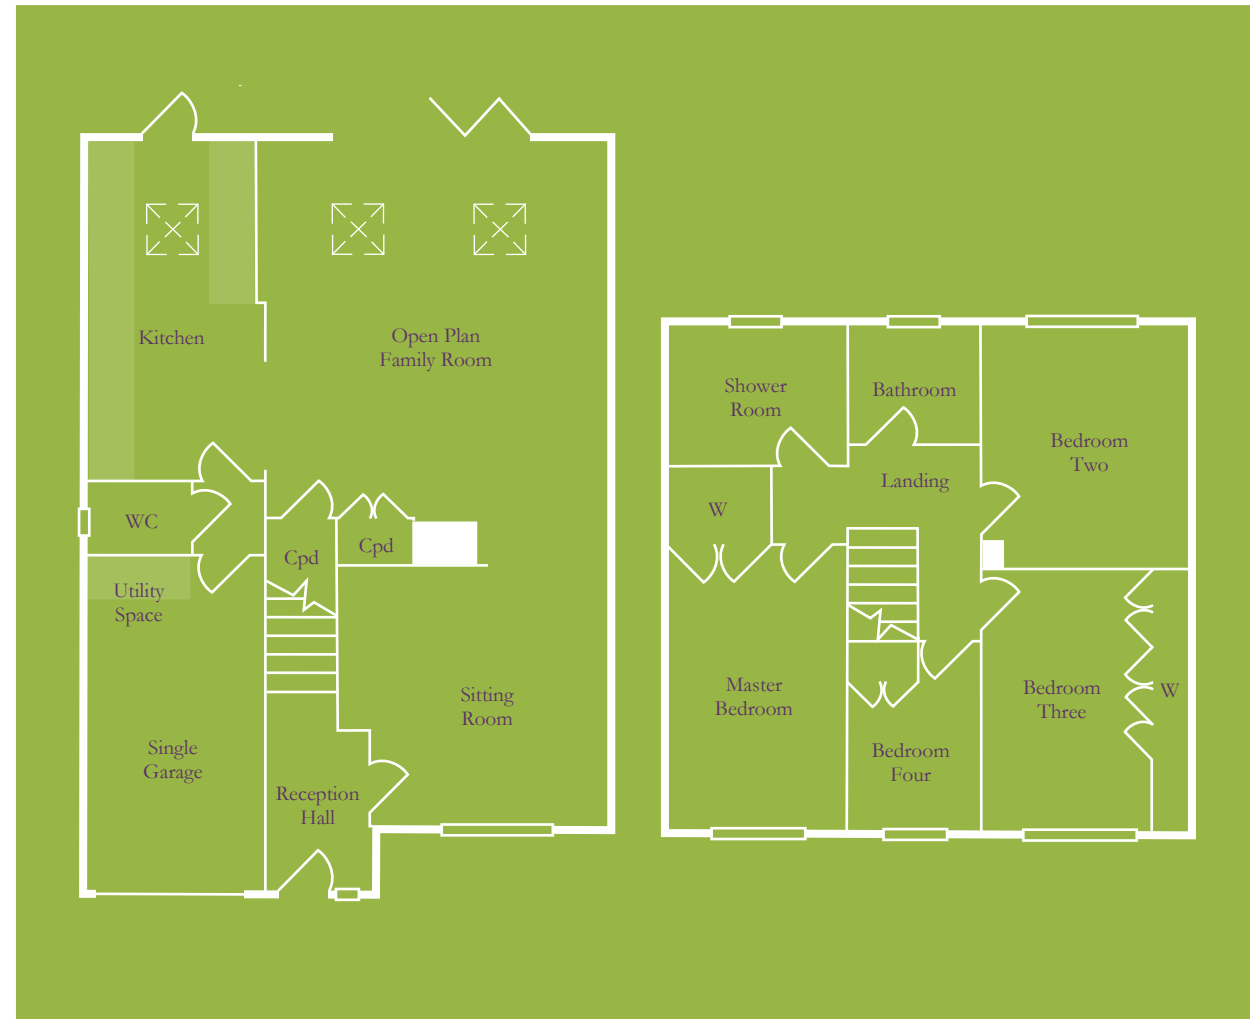 Kitchen
Open Plan
Family Room
WC
Cpd
Cpd
Utility
Space
Sitting
Room
Single
Garage
Reception
Hall
Shower
Room
Bathroom
Bedroom
Two
Landing
W
Master
Bedroom
Bedroom
Three
W
Bedroom
Four